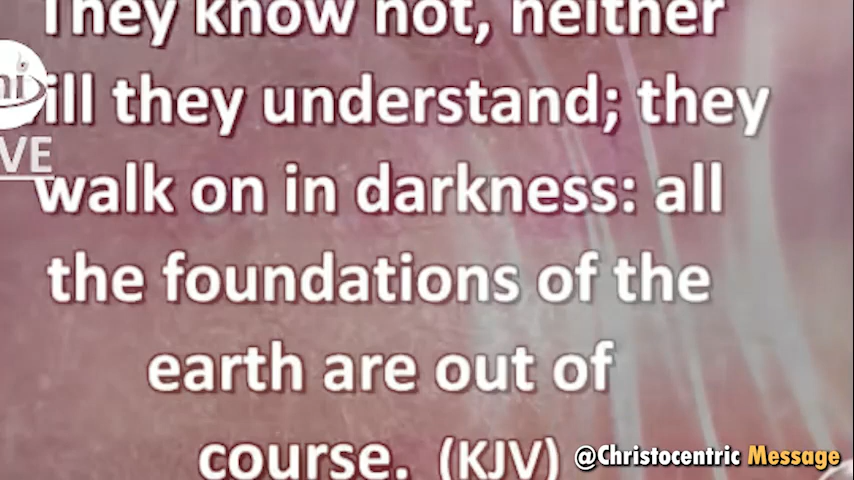 They know not, neither
will they understand; they
walk on in darkness: all
the foundations of the
earth are out of
course. (KJV)
@Christocentric Message